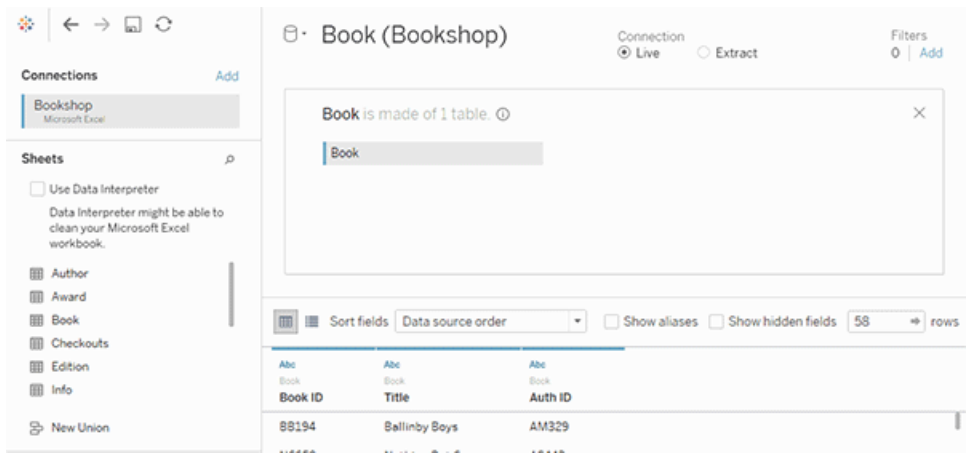 Book (Bookshop)
Connection
Live
Extract
Filters
0 | Add
Connections
Add
Bookshop
Microsoft Excel
Sheets
Use Data Interpreter
Data Interpreter might be able to
clean your Microsoft Excel
workbook.
Author
Award
Book
Checkouts
Edition
Info
New Union
Book is made of 1 table.
Book
Sort fields
Data source order
Show aliases
Show hidden fields
58
rows
Abc
Abc
Abc
Book
Book
Book
Book ID
Title
Auth ID
BB194
Ballinby Boys
AM329